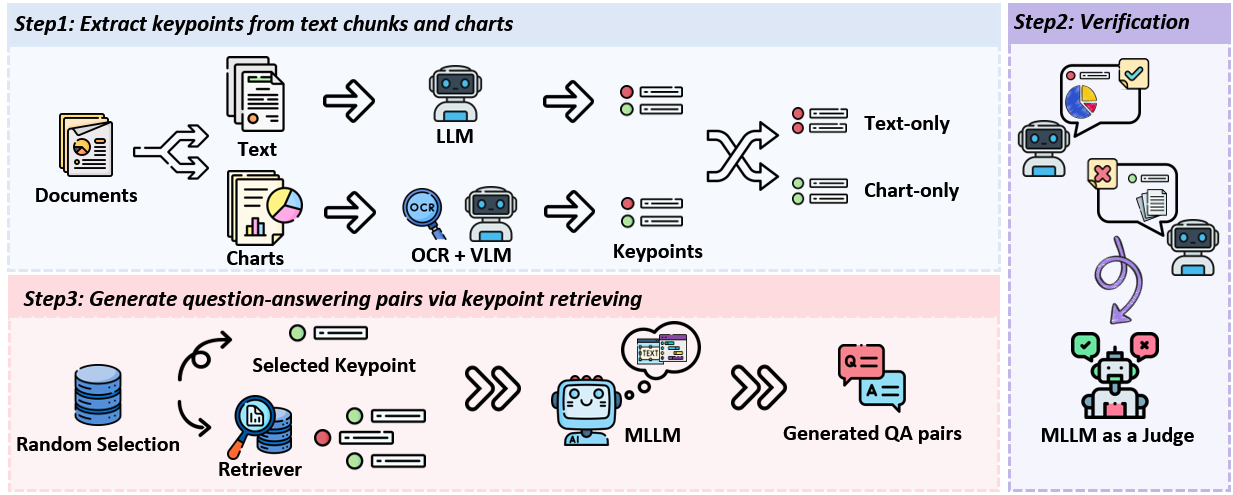 Step1: Extract keypoints from text chunks and charts
Documents
Text
LLM
Charts
OCR
OCR + VLM
Keypoints
Text-only
Chart-only
Step2: Verification
MLLM as a Judge
Step3: Generate question-answering pairs via keypoint retrieving
Random Selection
Selected Keypoint
Retriever
TEXT
AI
MLLM
Q
A
Generated QA pairs